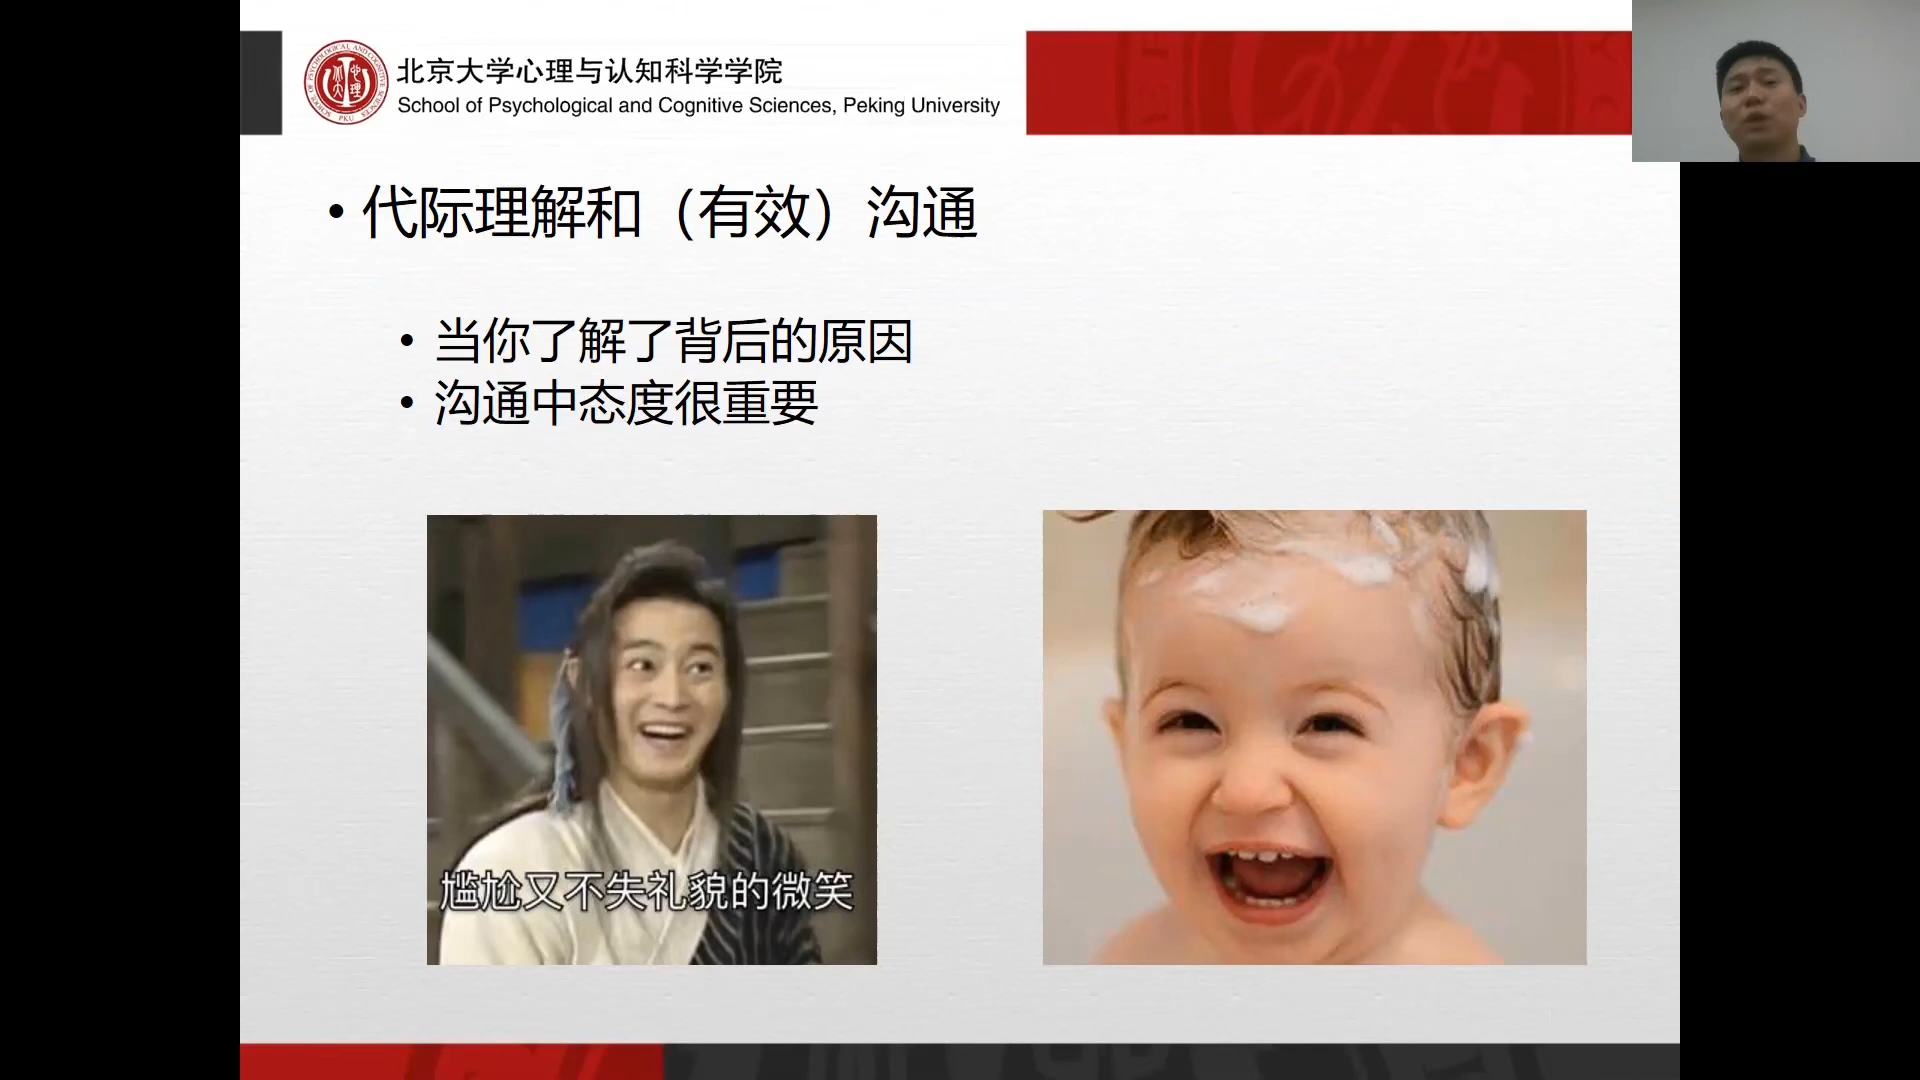 北京大学心理与认知科学学院
School of Psychological and Cognitive Sciences, Peking University
• 代际理解和（有效）沟通
• 当你了解了背后的原因
• 沟通中态度很重要
尴尬又不失礼貌的微笑